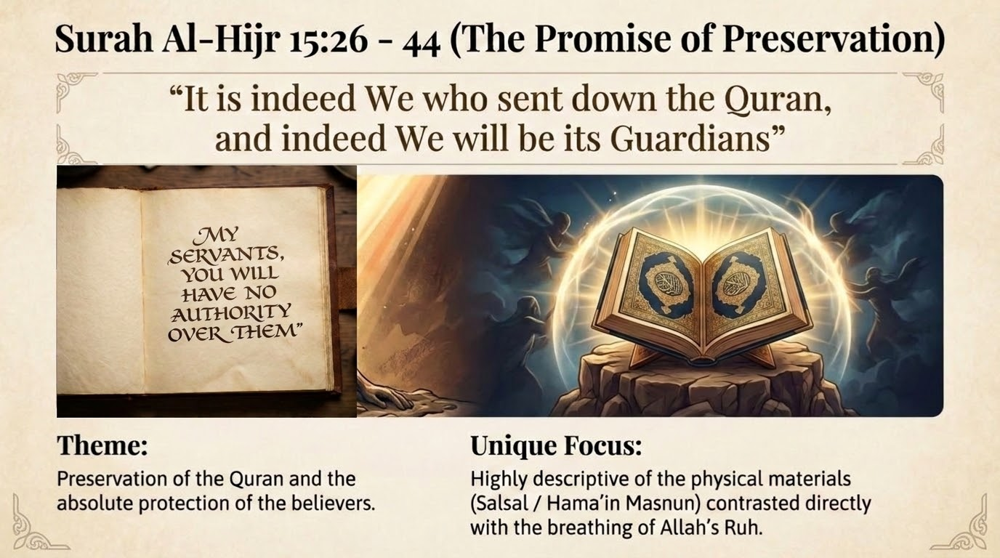 Surah Al-Hijr 15:26 - 44 (The Promise of Preservation)
“It is indeed We who sent down the Quran,
and indeed We will be its Guardians”
MY
SERVANTS,
YOU WILL
HAVE NO
AUTHORITY
OVER THEM”
Theme:
Preservation of the Quran and the
absolute protection of the believers.
Unique Focus:
Highly descriptive of the physical materials
(Salsal / Hama’in Masnun) contrasted directly
with the breathing of Allah’s Ruh.